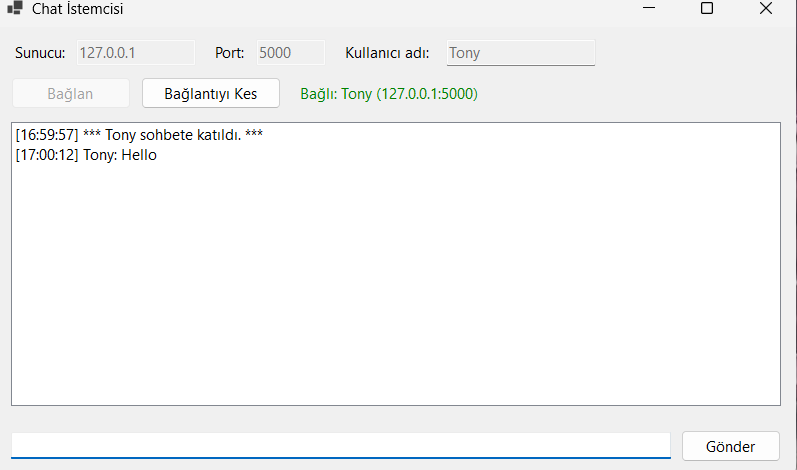 Chat İstemcisi
Sunucu: 127.0.0.1 Port: 5000 Kullanıcı adı: Tony
Bağlan Bağlantıyı Kes Bağlı: Tony (127.0.0.1:5000)
[16:59:57] *** Tony sohbete katıldı. ***
[17:00:12] Tony: Hello
Gönder